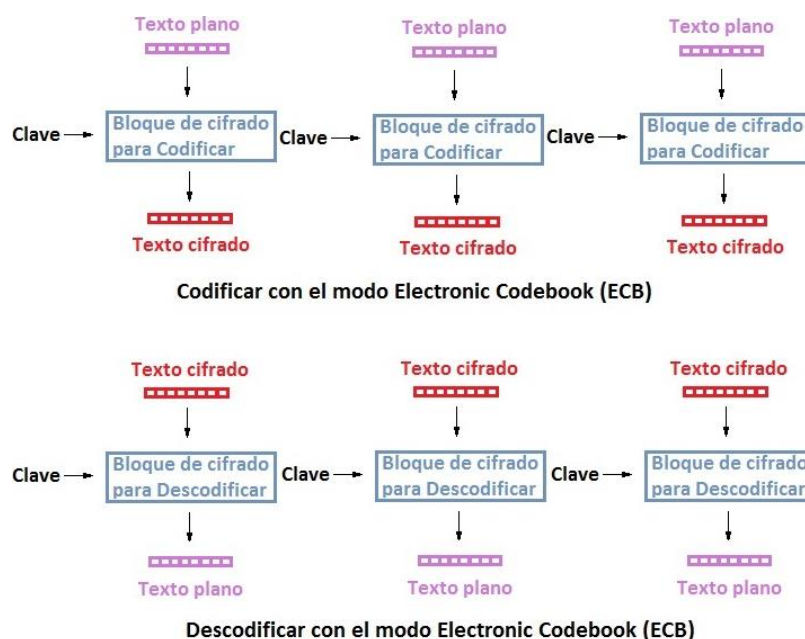 Texto plano Texto plano Texto plano
Clave Bloque de cifrado Clave Bloque de cifrado Clave Bloque de cifrado
para Codificar para Codificar para Codificar
Texto cifrado Texto cifrado Texto cifrado
Codificar con el modo Electronic Codebook (ECB)
Texto cifrado Texto cifrado Texto cifrado
Clave Bloque de cifrado Clave Bloque de cifrado Clave Bloque de cifrado
para Descodificar para Descodificar para Descodificar
Texto plano Texto plano Texto plano
Descodificar con el modo Electronic Codebook (ECB)